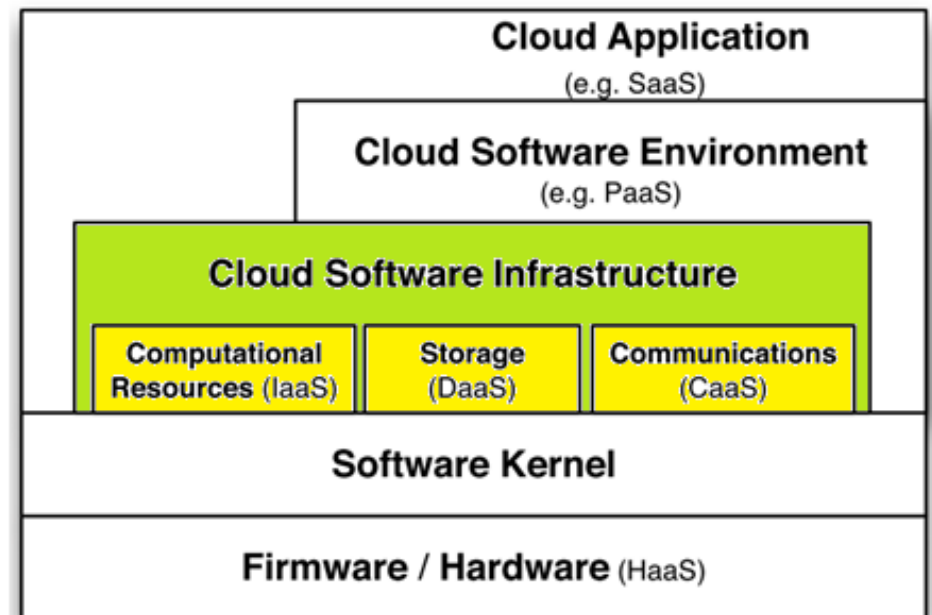 Cloud Application
(e.g. SaaS)
Cloud Software Environment
(e.g. PaaS)
Cloud Software Infrastructure
Computational
Resources (IaaS)
Storage
(DaaS)
Communications
(CaaS)
Software Kernel
Firmware / Hardware (HaaS)